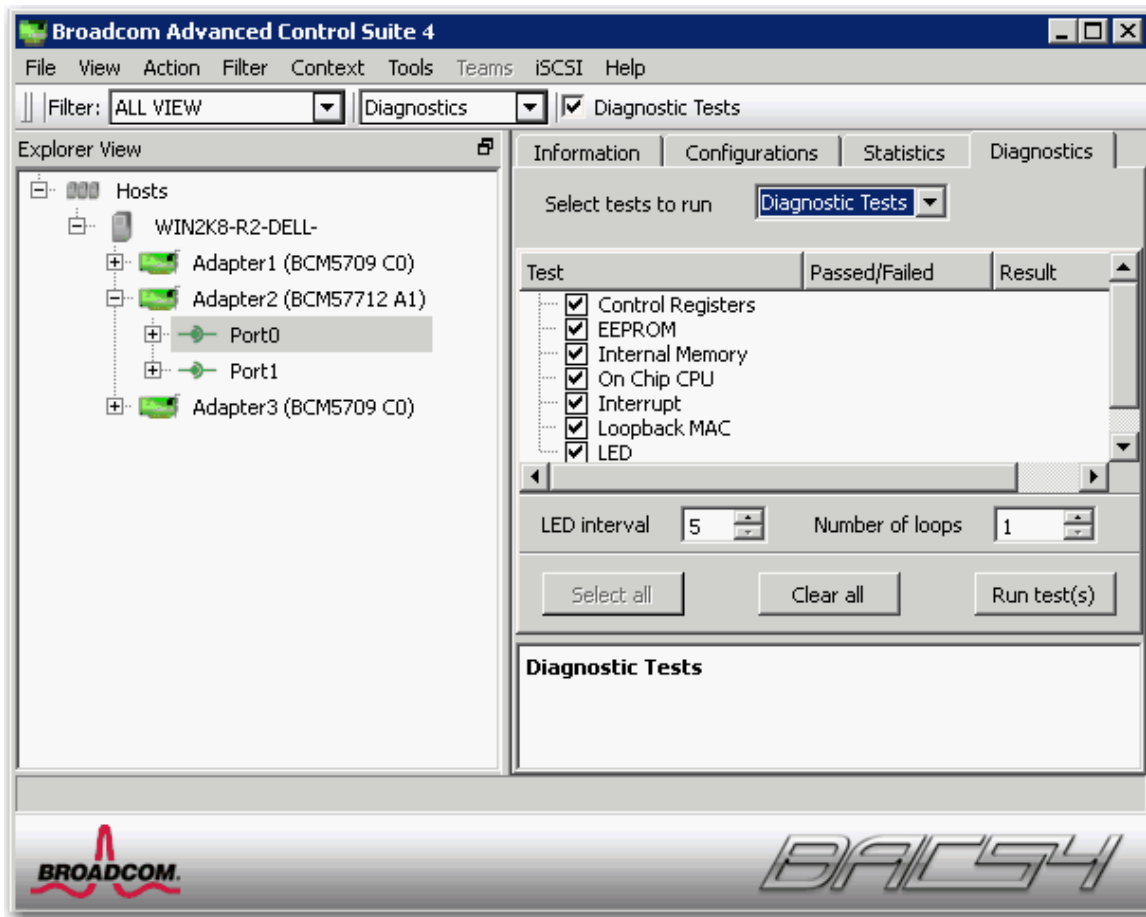 Broadcom Advanced Control Suite 4
File View Action Filter Context Tools Teams iSCSI Help
Filter: ALL VIEW Diagnostics Diagnostic Tests
Explorer View
Hosts
WIN2K8-R2-DELL-
Adapter1 (BCM5709 C0)
Adapter2 (BCM57712 A1)
Port0
Port1
Adapter3 (BCM5709 C0)
Information Configurations Statistics Diagnostics
Select tests to run Diagnostic Tests
Test Passed/Failed Result
Control Registers
EEPROM
Internal Memory
On Chip CPU
Interrupt
Loopback MAC
LED
LED interval 5 Number of loops 1
Select all Clear all Run test(s)
Diagnostic Tests
BROADCOM.
BACS4